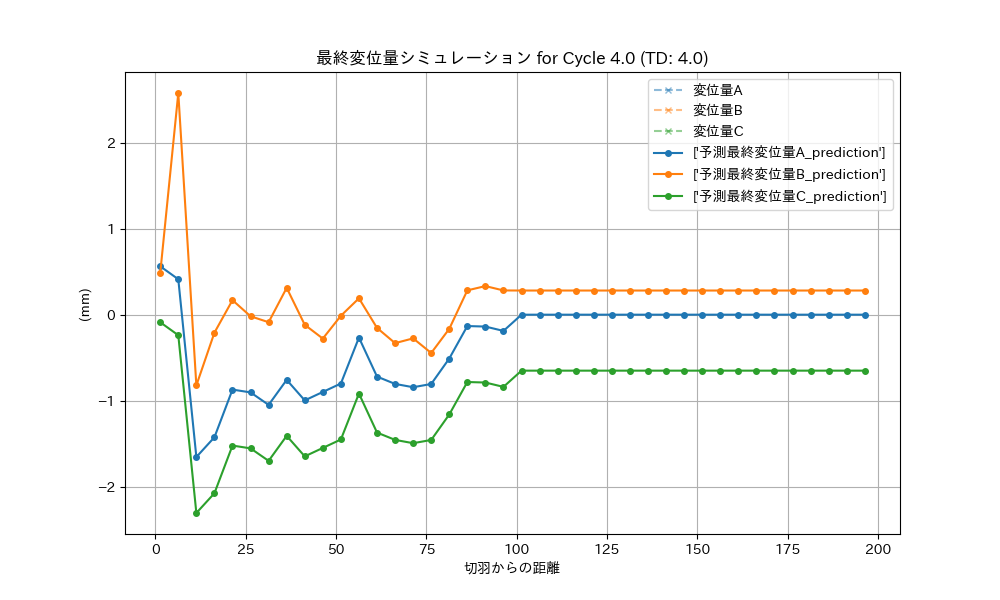 最終変位量シミュレーション for Cycle 4.0 (TD: 4.0)
変位量A
変位量B
変位量C
['予測最終変位量A_prediction']
['予測最終変位量B_prediction']
['予測最終変位量C_prediction']
(mm)
2
1
0
−1
−2
0 25 50 75 100 125 150 175 200
切羽からの距離